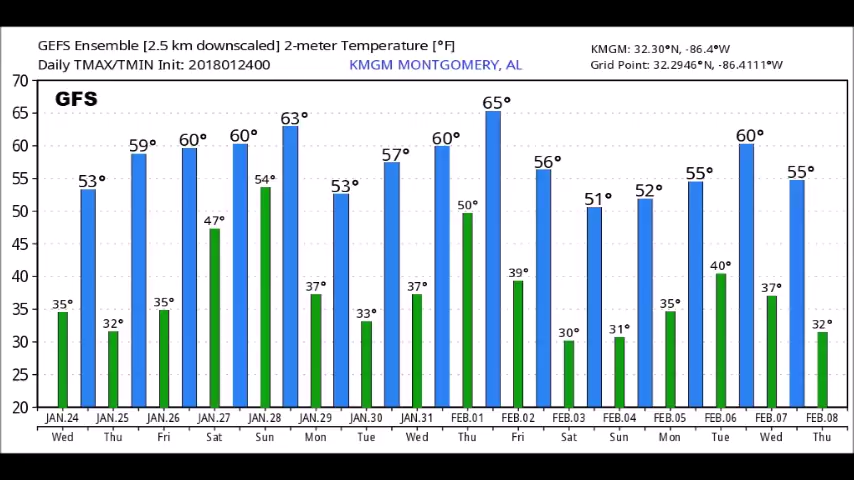 GEFS Ensemble [2.5 km downscaled] 2-meter Temperature [°F]
KMGM: 32.30°N, -86.4°W
Daily TMAX/TMIN Init: 2018012400 KMGM MONTGOMERY, AL Grid Point: 32.2946°N, -86.4111°W
70
GFS
65
60
55
50
45
40
35
30
25
20
53° 59° 60° 60° 63° 53° 57° 60° 65° 56° 51° 52° 55° 60° 55°
35° 32° 35° 47° 54° 37° 33° 37° 50° 39° 30° 31° 35° 40° 37° 32°
JAN.24 JAN.25 JAN.26 JAN.27 JAN.28 JAN.29 JAN.30 JAN.31 FEB.01 FEB.02 FEB.03 FEB.04 FEB.05 FEB.06 FEB.07 FEB.08
Wed Thu Fri Sat Sun Mon Tue Wed Thu Fri Sat Sun Mon Tue Wed Thu